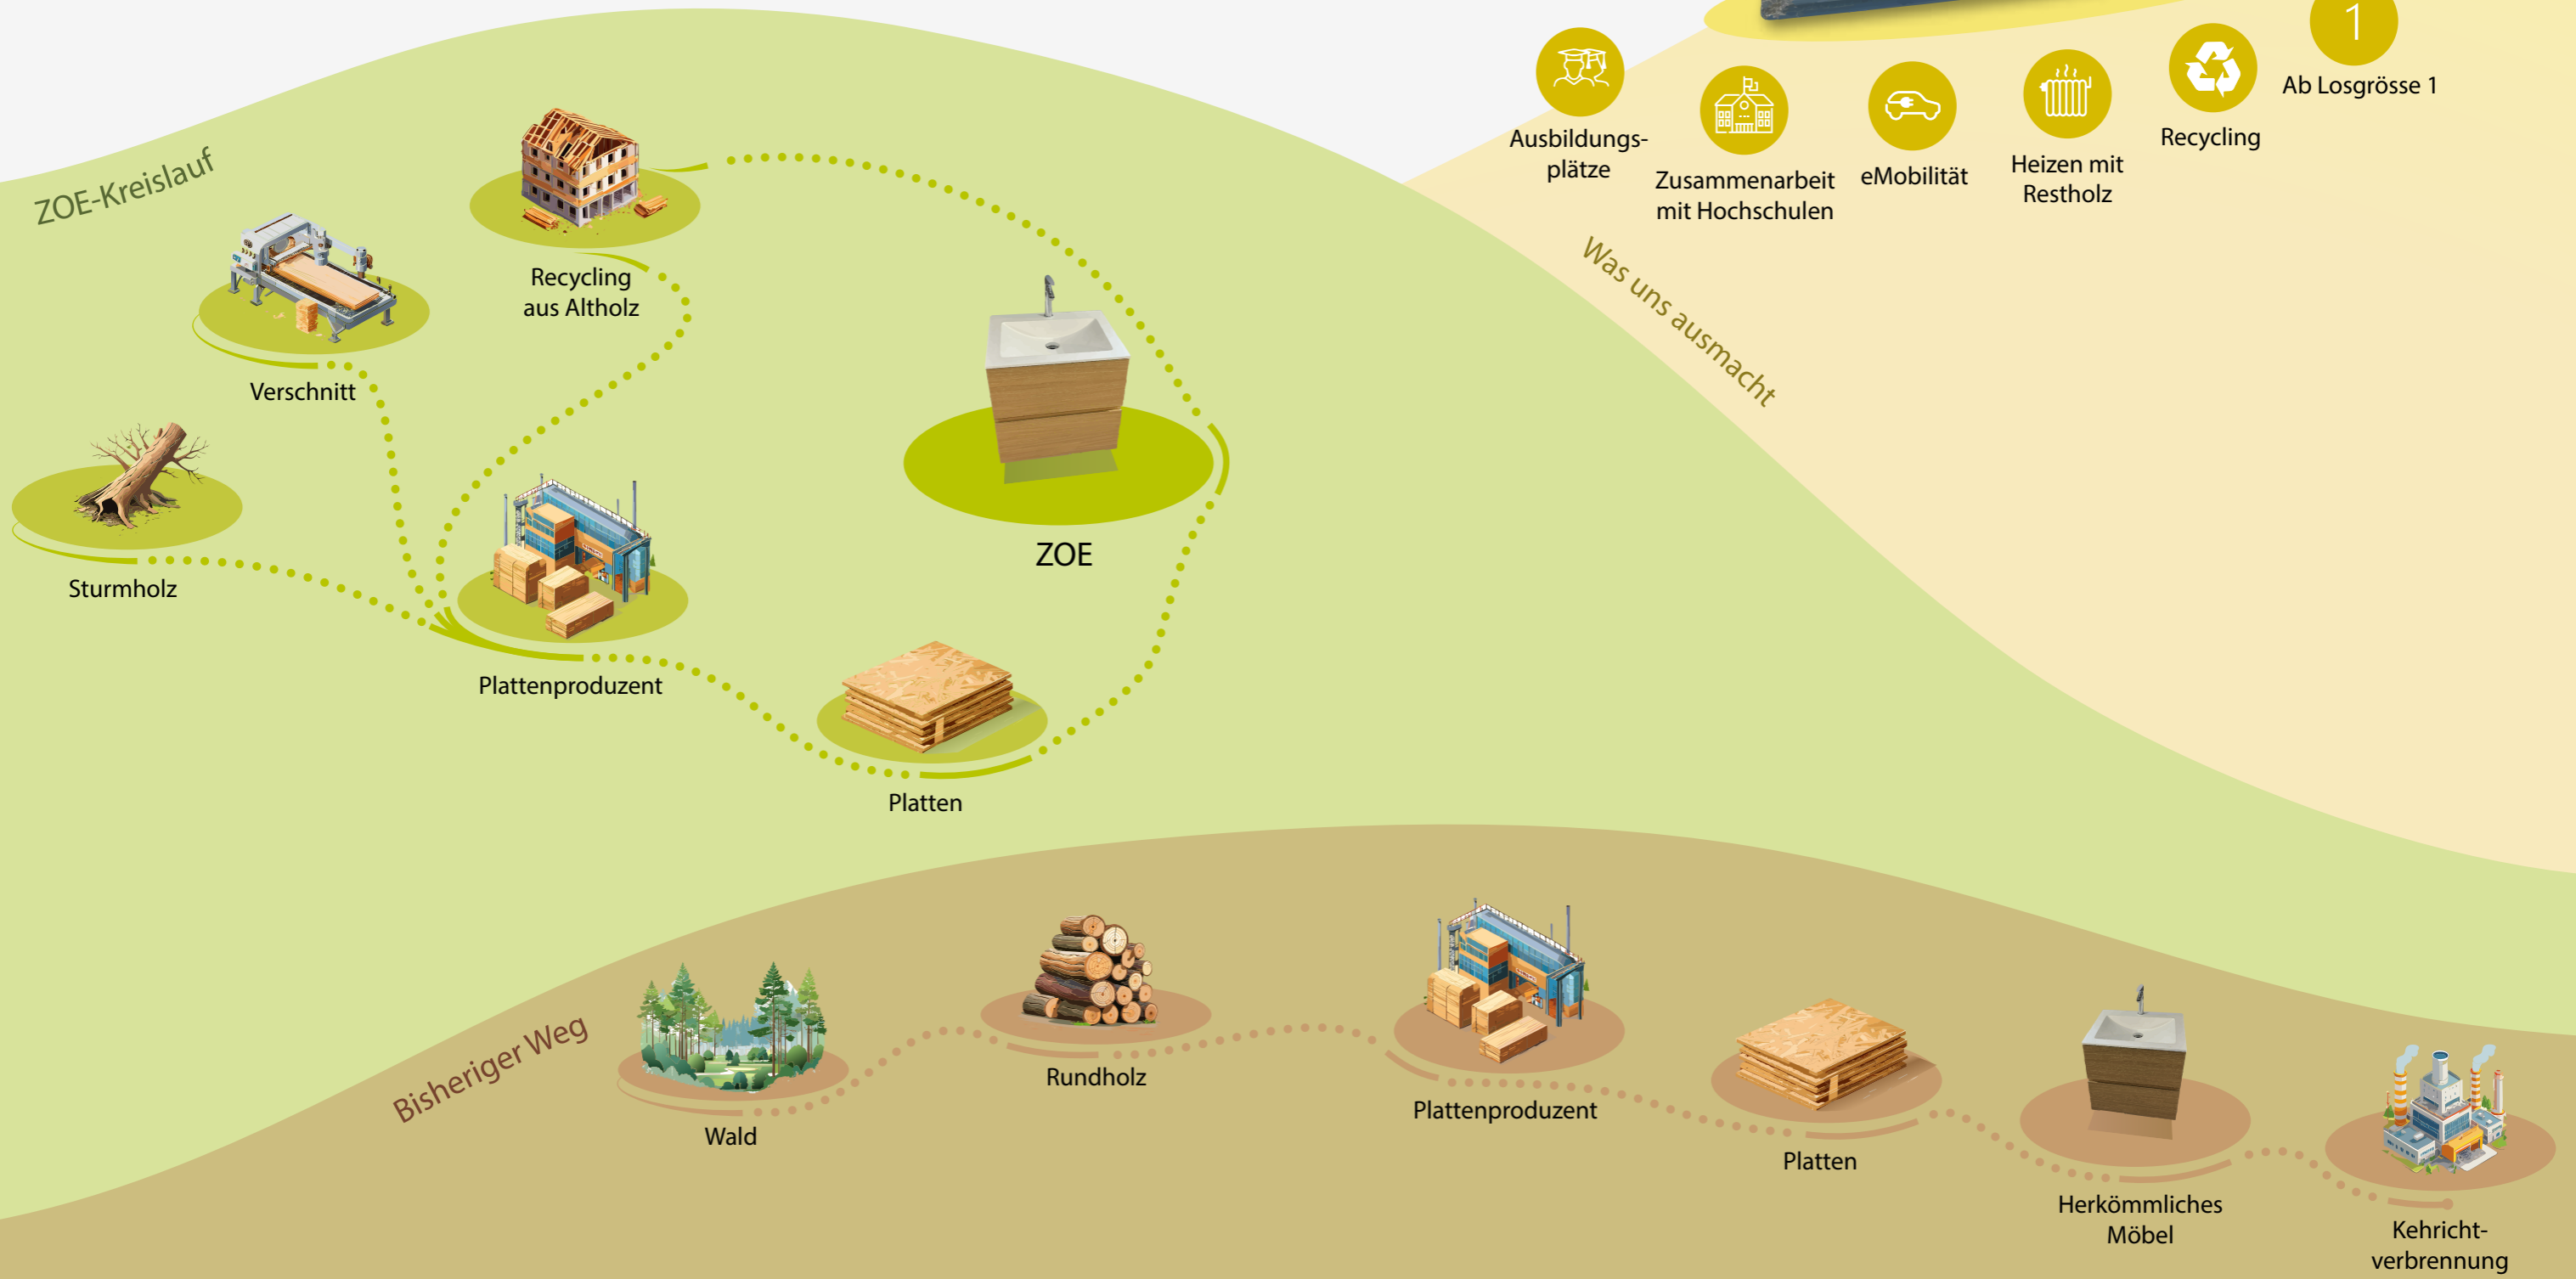 ZOE-Kreislauf
Recycling
aus Altholz
Verschnitt
Sturmholz
Plattenproduzent
Platten
ZOE
Was uns ausmacht
Ausbildungs-
plätze
Zusammenarbeit
mit Hochschulen
eMobilität
Heizen mit
Restholz
Recycling
1
Ab Losgrösse 1
Bisheriger Weg
Wald
Rundholz
Plattenproduzent
Platten
Herkömmliches
Möbel
Kehricht-
verbrennung